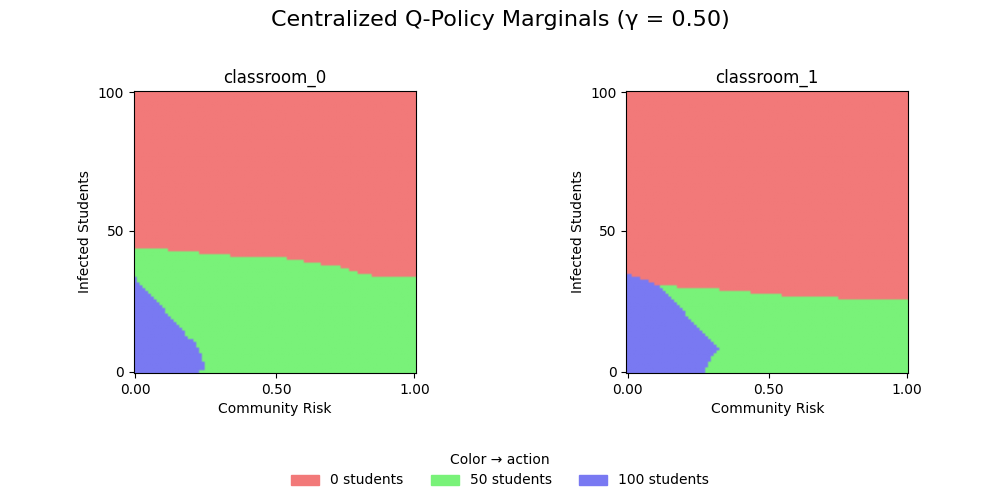 Centralized Q-Policy Marginals (γ = 0.50)
classroom_0
100
50
0
Infected Students
0.00 0.50 1.00
Community Risk
classroom_1
100
50
0
Infected Students
0.00 0.50 1.00
Community Risk
Color → action
0 students 50 students 100 students